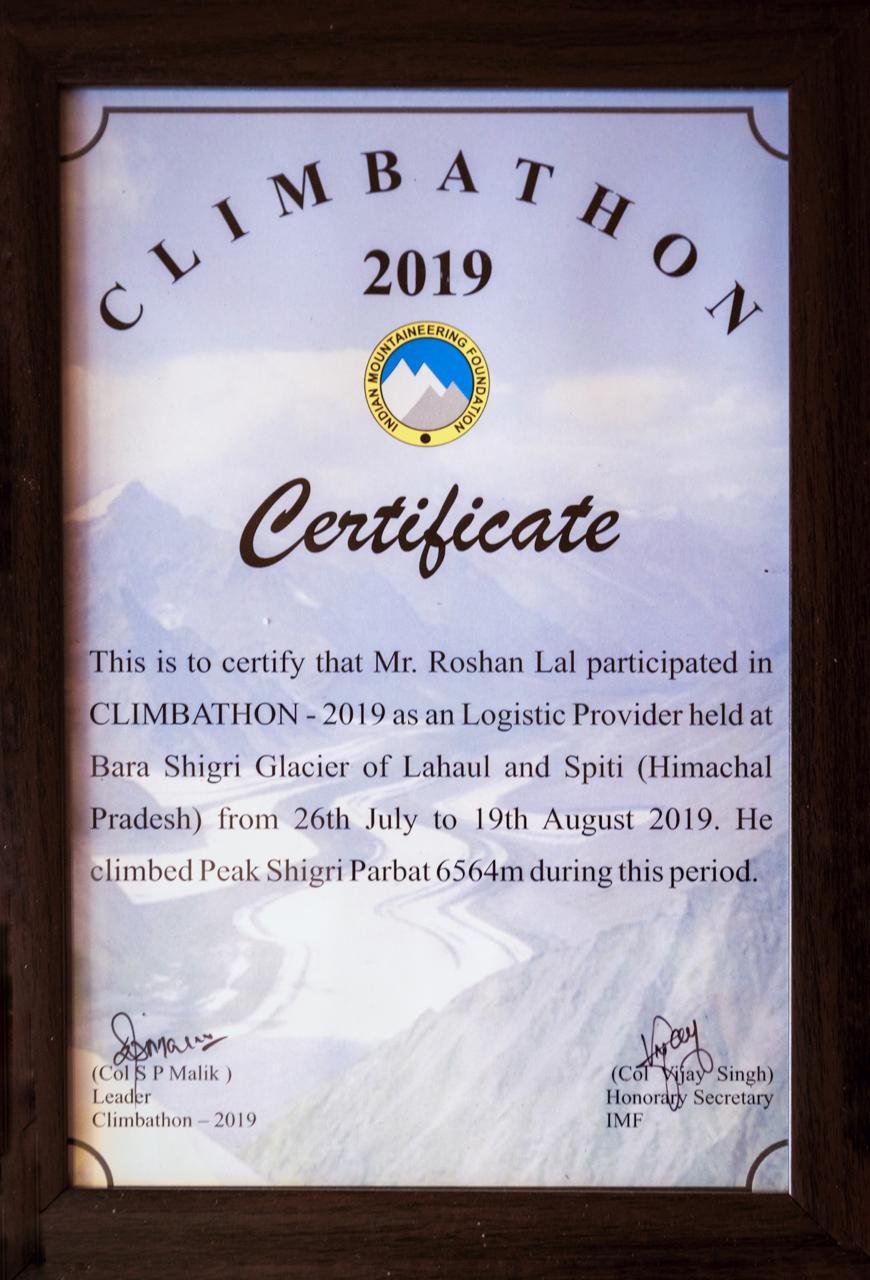 CLIMBATHON
2019
INDIAN MOUNTAINEERING FOUNDATION
Certificate
This is to certify that Mr. Roshan Lal participated in
CLIMBATHON - 2019 as an Logistic Provider held at
Bara Shigri Glacier of Lahaul and Spiti (Himachal
Pradesh) from 26th July to 19th August 2019. He
climbed Peak Shigri Parbat 6564m during this period.
(Col S P Malik )
Leader
Climbathon – 2019
(Col Vijay Singh)
Honorary Secretary
IMF